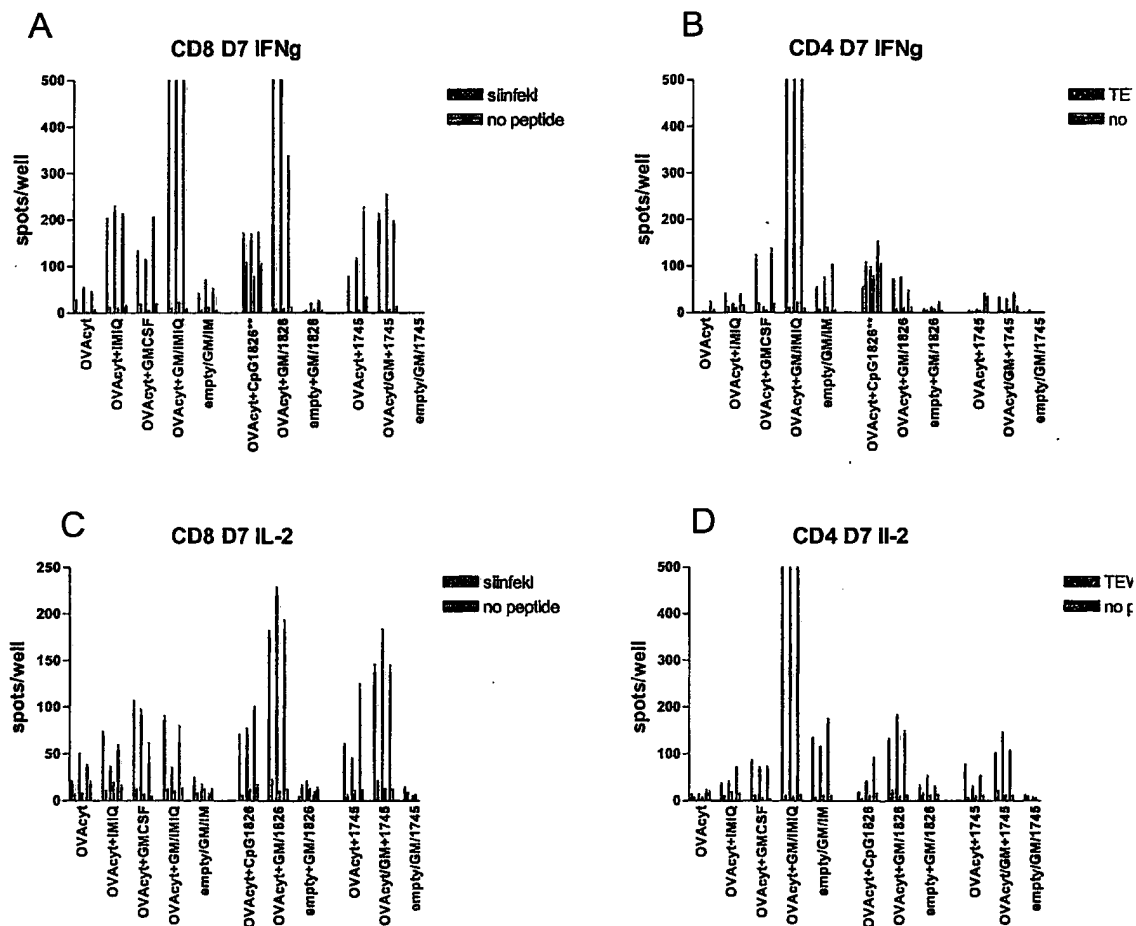 A
CD8 D7 IFNg
500
400
300
200
100
0
spots/well
siinfekl
no peptide
OVAcyt
OVAcyt+IMIQ
OVAcyt+GMCSF
OVAcyt+GM/IMIQ
empty/GM/IM
OVAcyt+CpG1826**
OVAcyt+GM/1826
empty+GM/1826
OVAcyt+1745
OVAcyt/GM+1745
empty/GM/1745
B
CD4 D7 IFNg
500
400
300
200
100
0
spots/well
TE
no
OVAcyt
OVAcyt+IMIQ
OVAcyt+GMCSF
OVAcyt+GM/IMIQ
empty/GM/IM
OVAcyt+CpG1826**
OVAcyt+GM/1826
empty+GM/1826
OVAcyt+1745
OVAcyt/GM+1745
empty/GM/1745
C
CD8 D7 IL-2
250
200
150
100
50
0
spots/well
siinfekl
no peptide
OVAcyt
OVAcyt+IMIQ
OVAcyt+GMCSF
OVAcyt+GM/IMIQ
empty/GM/IM
OVAcyt+CpG1826
OVAcyt+GM/1826
empty+GM/1826
OVAcyt+1745
OVAcyt/GM+1745
empty/GM/1745
D
CD4 D7 Il-2
500
400
300
200
100
0
spots/well
TEV
no p
OVAcyt
OVAcyt+IMIQ
OVAcyt+GMCSF
OVAcyt+GM/IMIQ
empty/GM/IM
OVAcyt+CpG1826
OVAcyt+GM/1826
empty+GM/1826
OVAcyt+1745
OVAcyt/GM+1745
empty/GM/1745